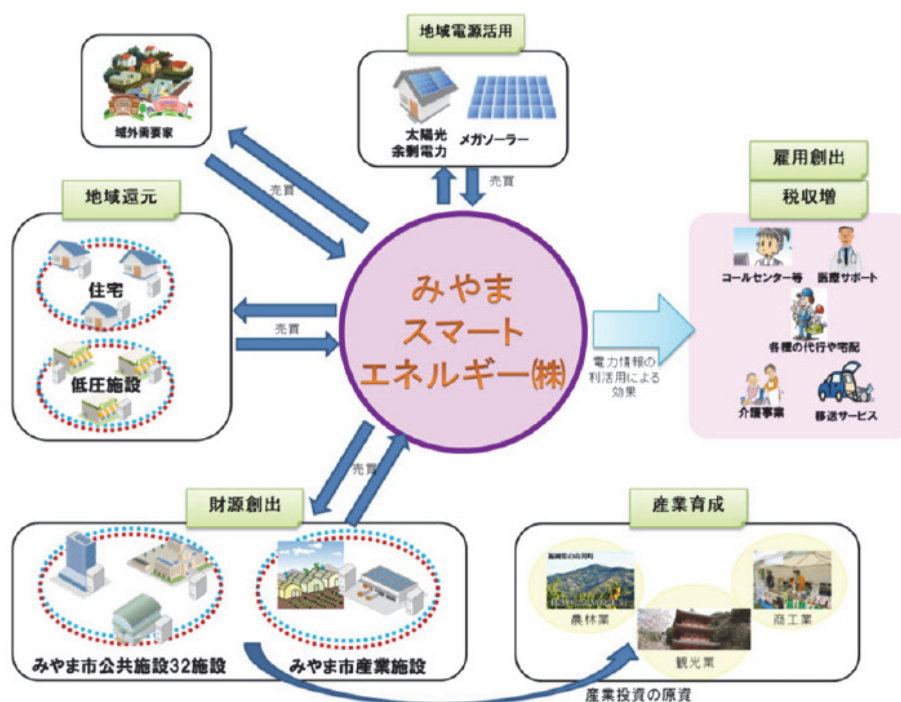 地域電源活用
太陽光
余剰電力
メガソーラー
域外需要家
売買
売買
地域還元
住宅
低圧施設
売買
みやま
スマート
エネルギー㈱
電力情報の
利活用による
効果
雇用創出
税収増
コールセンター等
医療サポート
各種の代行や宅配
介護事業
移送サービス
売買
財源創出
みやま市公共施設32施設
みやま市産業施設
産業育成
農林業
観光業
商工業
産業投資の原資